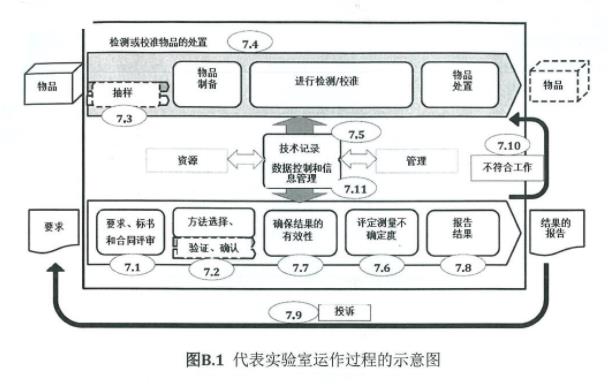 检测或校准物品的处置 7.4
物品
抽样
7.3
物品
制备
进行检测/校准
物品
处置
物品
7.5
技术记录
数据控制和信
息管理
7.11
资源
管理
7.10
不符合工作
要求
要求、标书
和合同评审
7.1
方法选择、
验证、确认
7.2
确保结果的
有效性
7.7
评定测量不
确定度
7.6
报告
结果
7.8
结果的
报告
7.9 投诉
图B.1 代表实验室运作过程的示意图